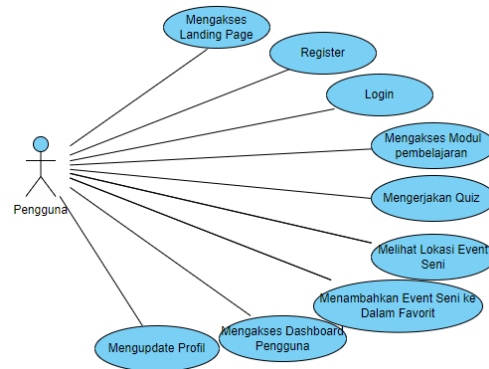 Mengakses
Landing Page
Register
Login
Mengakses Modul
pembelajaran
Pengguna
Mengerjakan Quiz
Melihat Lokasi Event
Seni
Menambahkan Event Seni ke
Dalam Favorit
Mengakses Dashboard
Pengguna
Mengupdate Profil